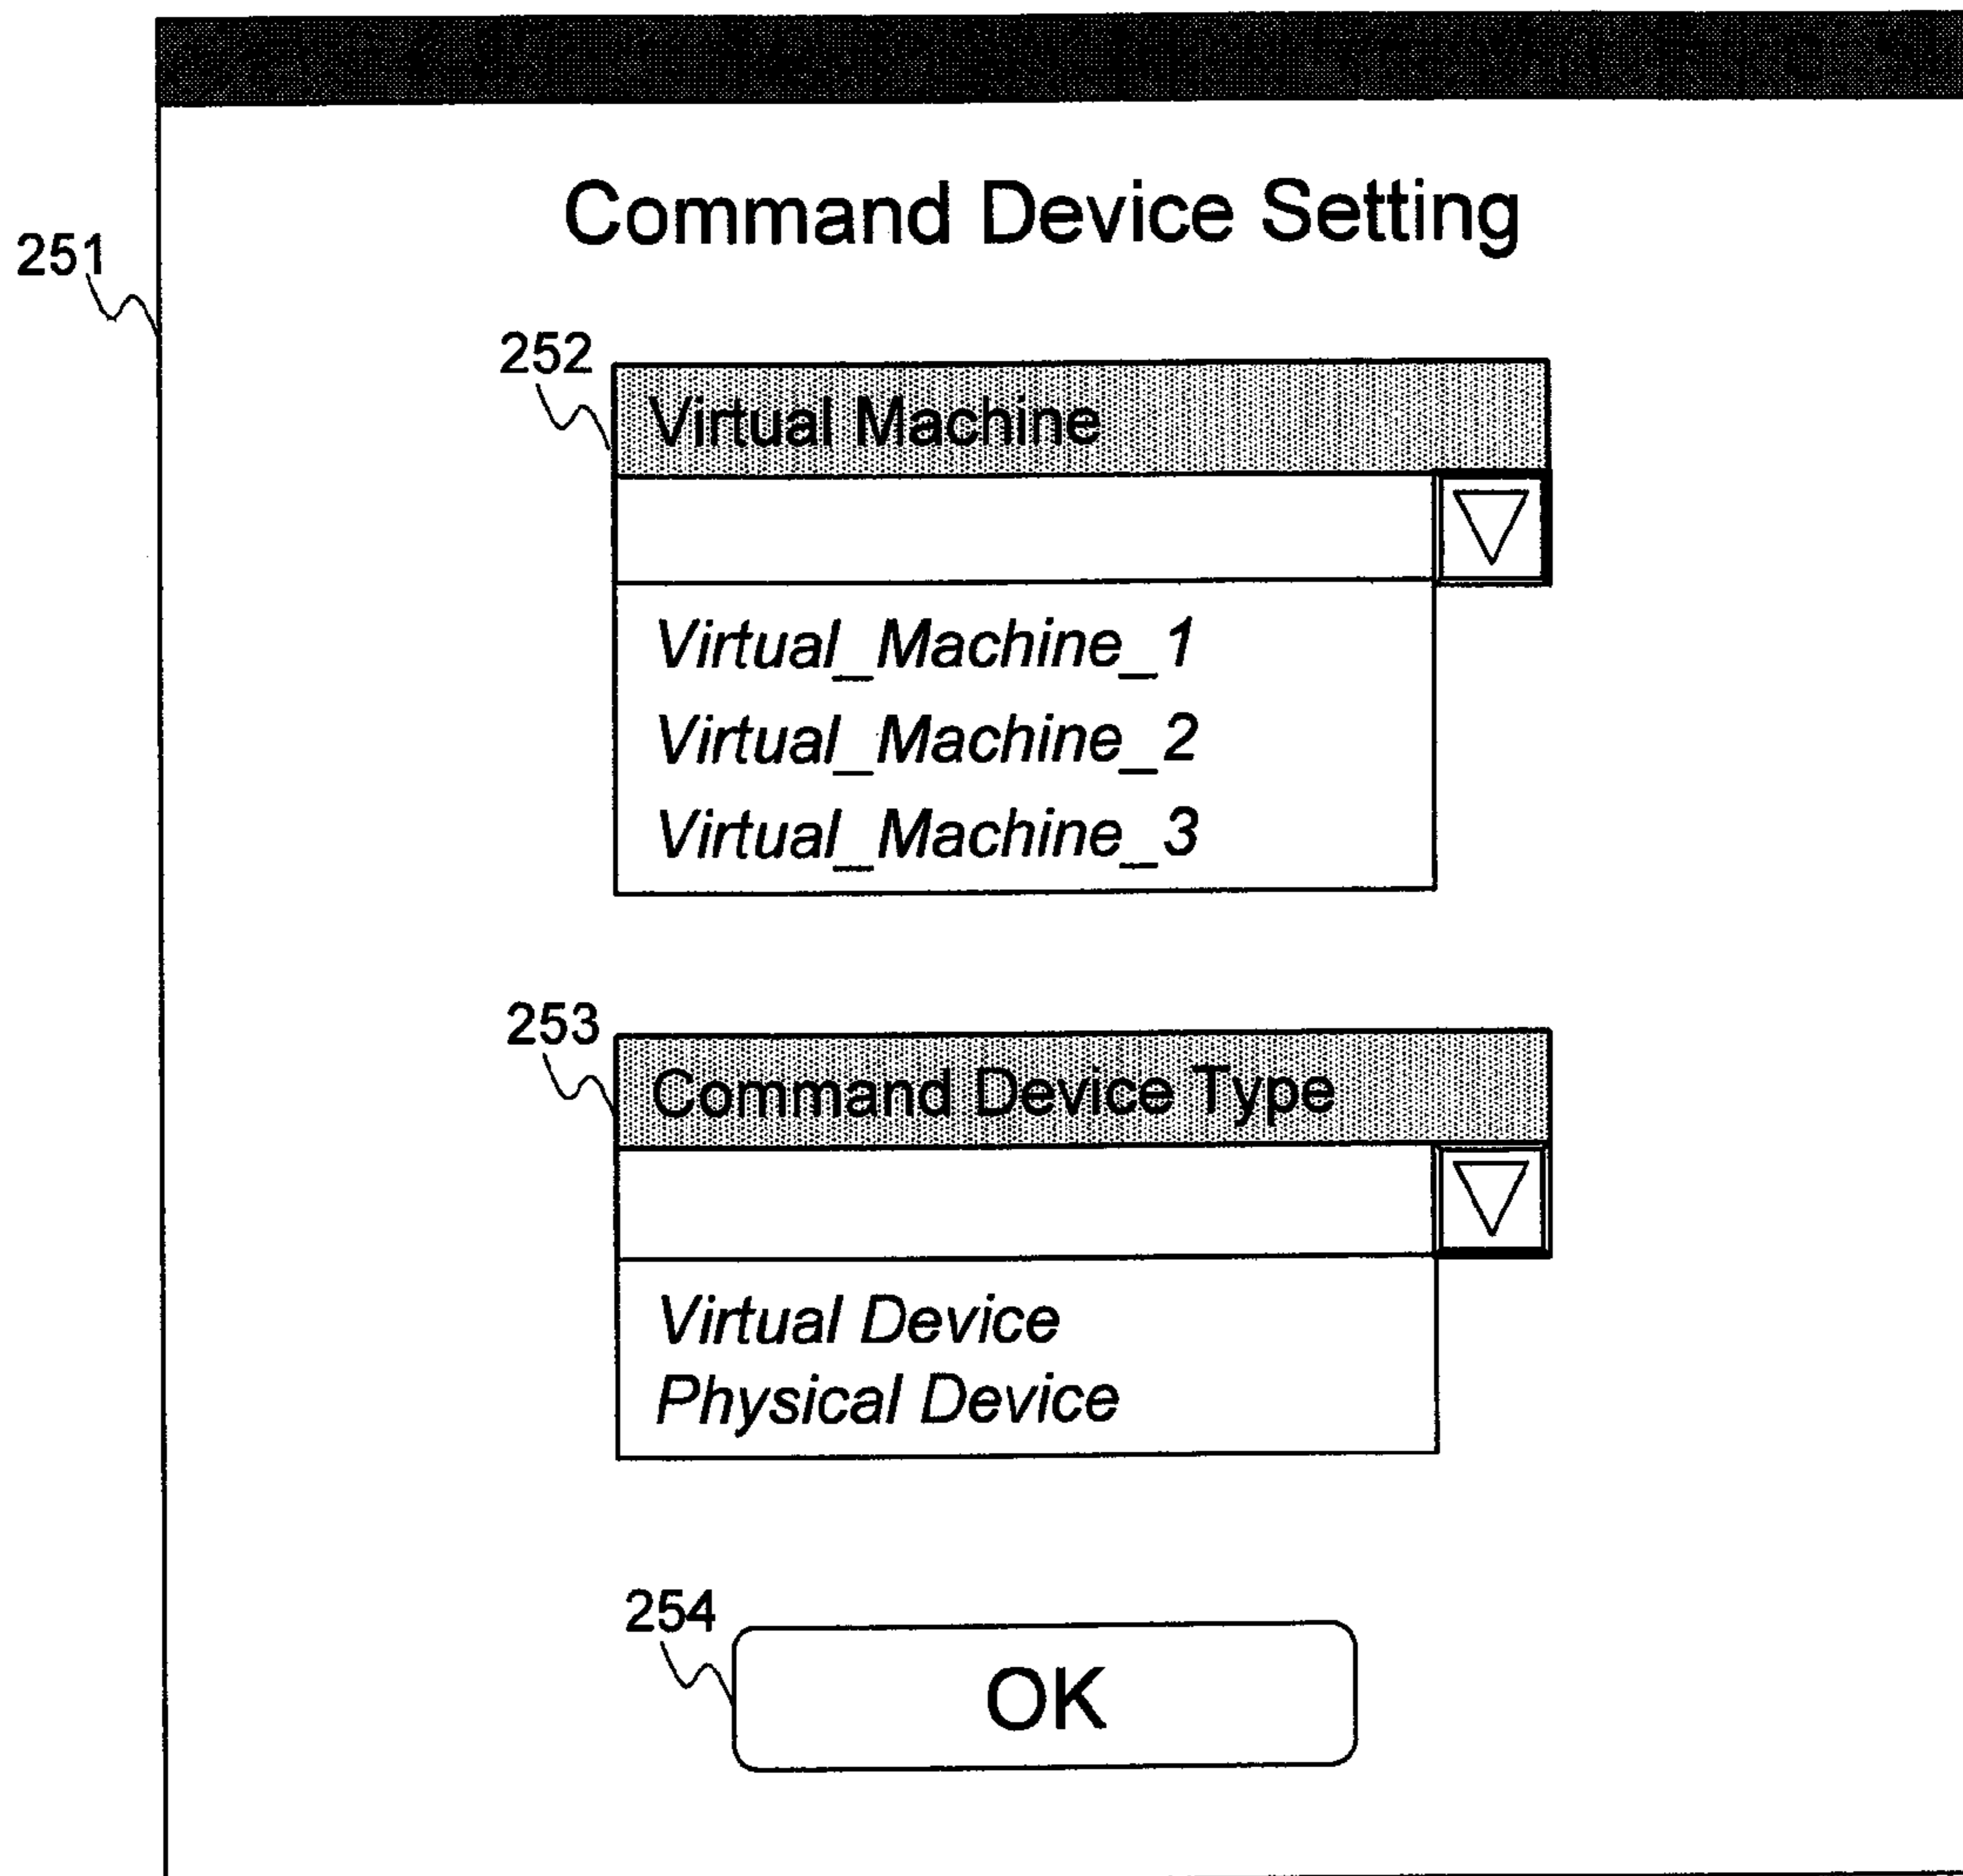 Command Device Setting
251
252
Virtual Machine
Virtual_Machine_1
Virtual_Machine_2
Virtual_Machine_3
253
Command Device Type
Virtual Device
Physical Device
254
OK